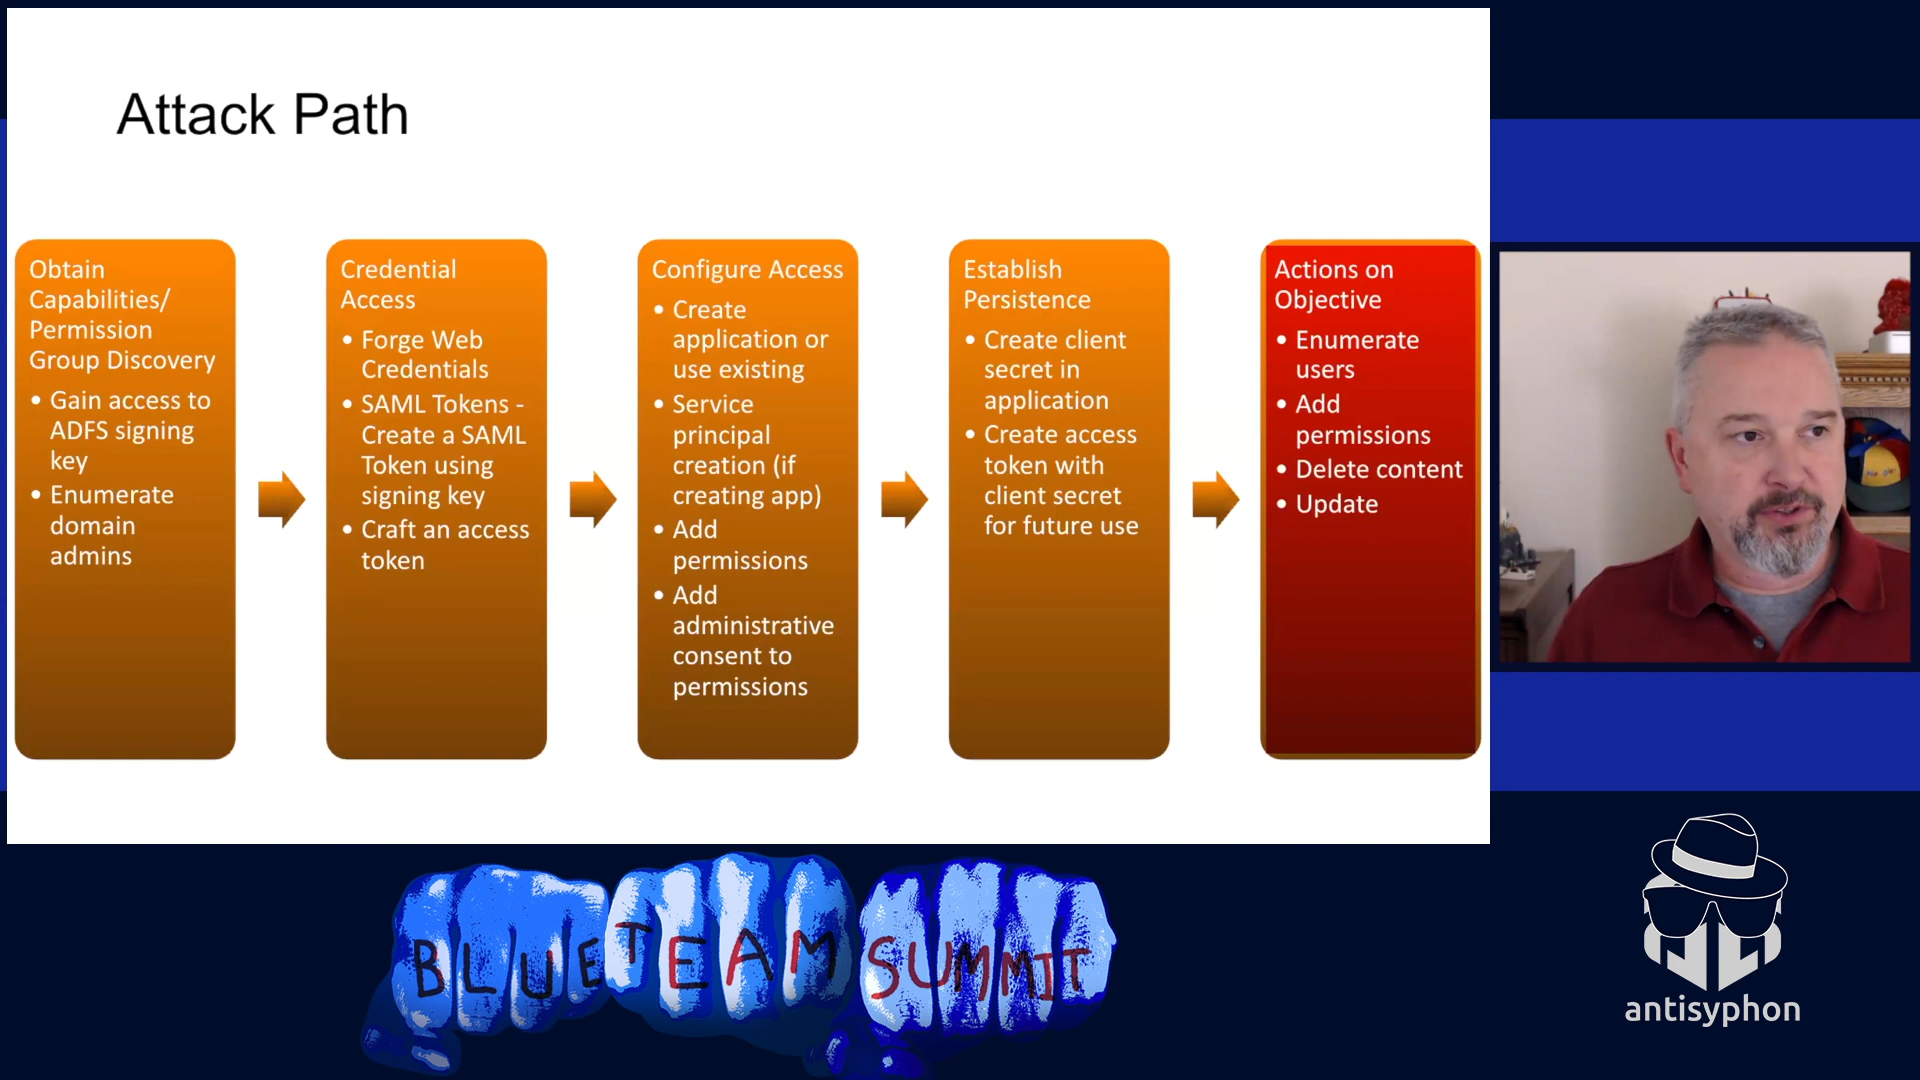 Attack Path
Obtain
Capabilities/
Permission
Group Discovery
• Gain access to
ADFS signing
key
• Enumerate
domain
admins
Credential
Access
• Forge Web
Credentials
• SAML Tokens -
Create a SAML
Token using
signing key
• Craft an access
token
Configure Access
• Create
application or
use existing
• Service
principal
creation (if
creating app)
• Add
permissions
• Add
administrative
consent to
permissions
Establish
Persistence
• Create client
secret in
application
• Create access
token with
client secret
for future use
Actions on
Objective
• Enumerate
users
• Add
permissions
• Delete content
• Update
BLUE TEAM SUMMIT
antisyphon